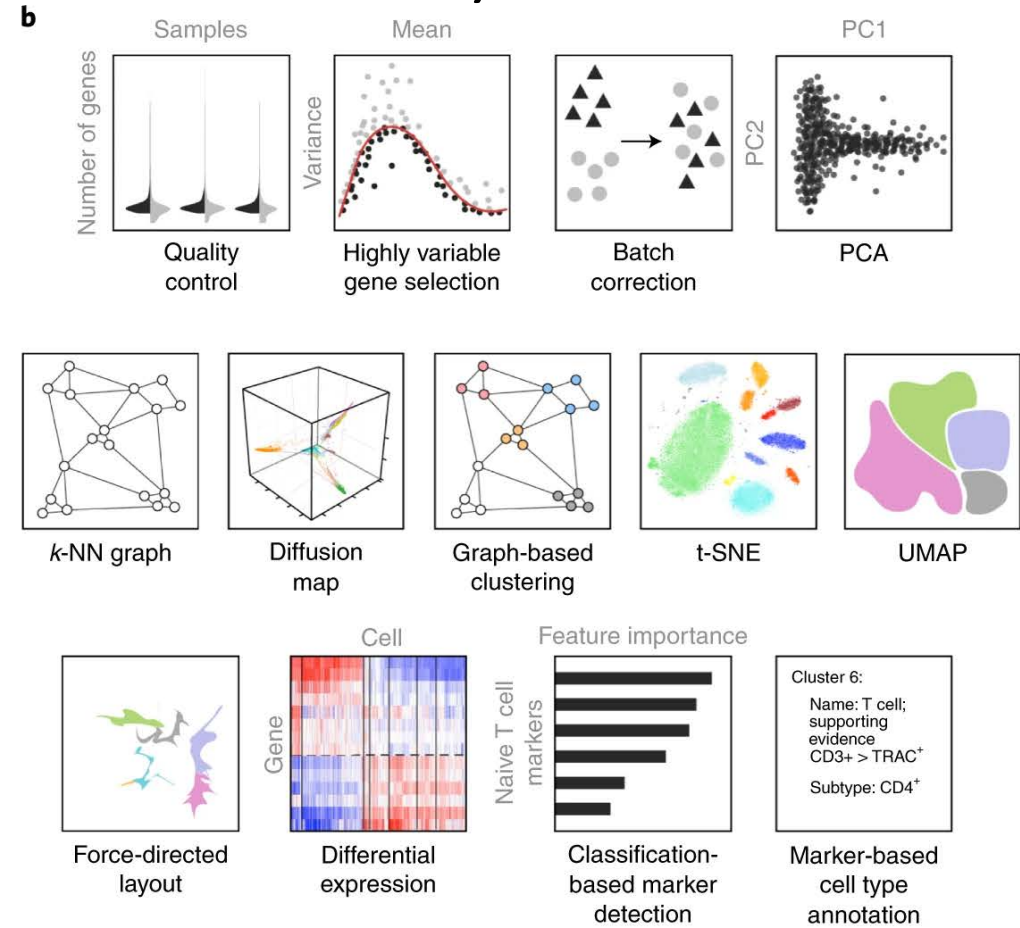 b
Samples
Mean
PC1
Number of genes
Variance
PC2
Quality
control
Highly variable
gene selection
Batch
correction
PCA
k-NN graph
Diffusion
map
Graph-based
clustering
t-SNE
UMAP
Cell
Feature importance
Gene
Naive T cell
markers
Cluster 6:
Name: T cell;
supporting
evidence
CD3+ > TRAC+
Subtype: CD4+
Force-directed
layout
Differential
expression
Classification-
based marker
detection
Marker-based
cell type
annotation